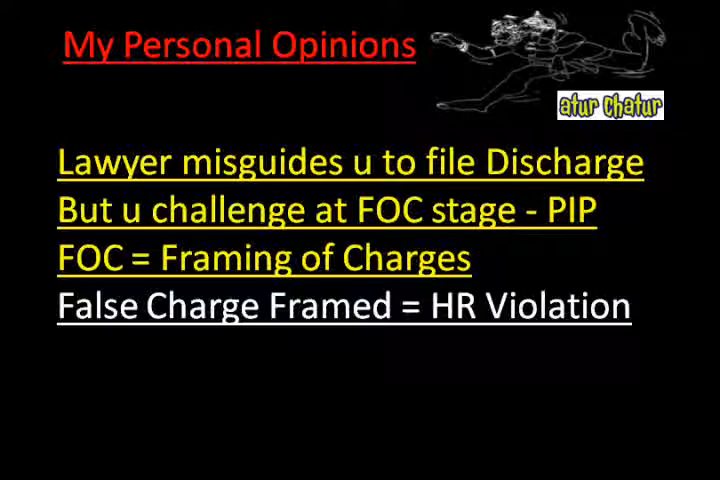 My Personal Opinions
atur chatur
Lawyer misguides u to file Discharge
But u challenge at FOC stage - PIP
FOC = Framing of Charges
False Charge Framed = HR Violation